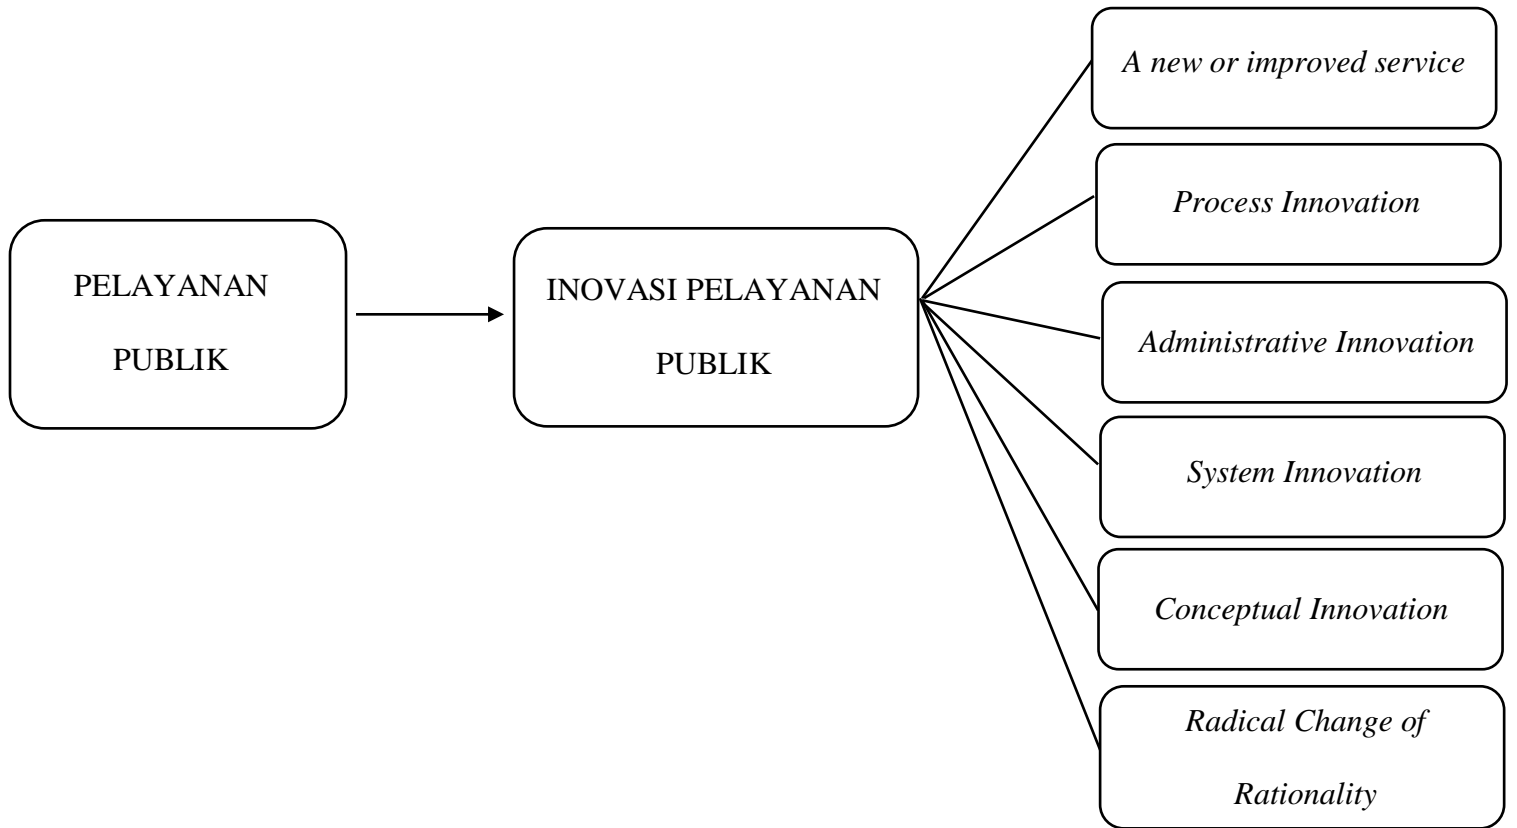 PELAYANAN
PUBLIK
INOVASI PELAYANAN
PUBLIK
A new or improved service
Process Innovation
Administrative Innovation
System Innovation
Conceptual Innovation
Radical Change of
Rationality